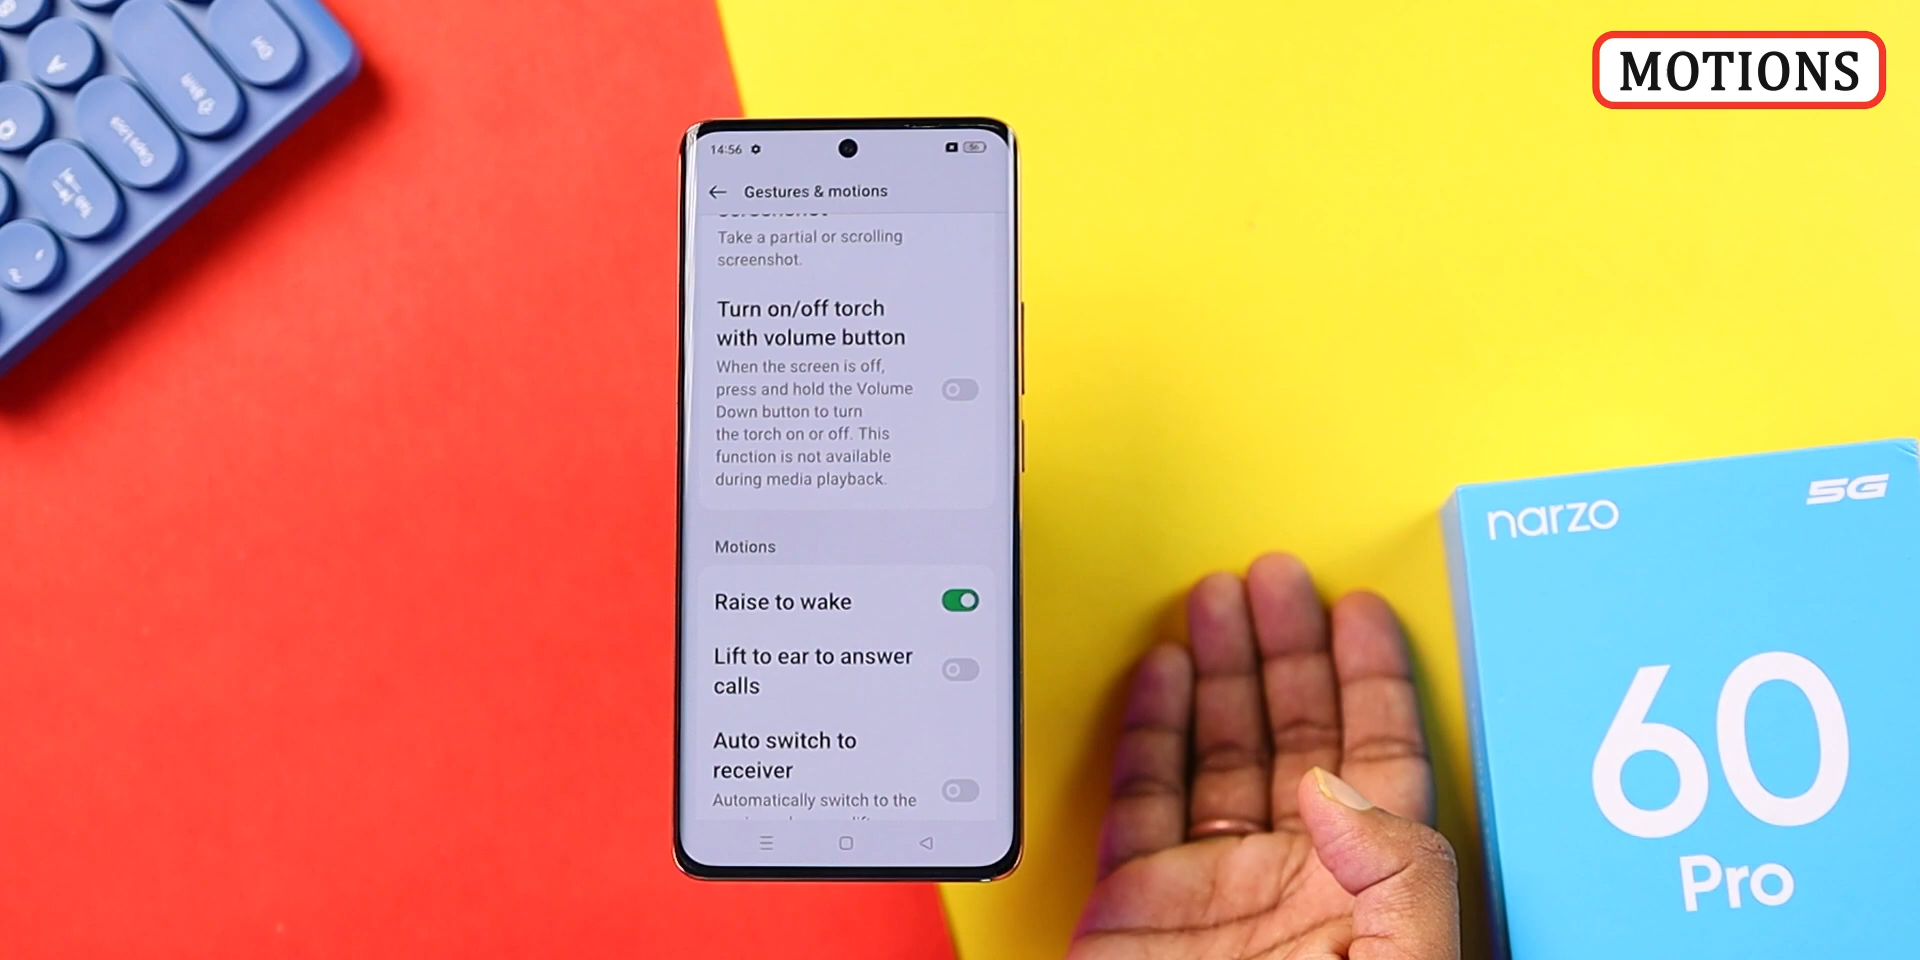 MOTIONS
14:56
Gestures & motions
Take a partial or scrolling
screenshot.
Turn on/off torch
with volume button
When the screen is off,
press and hold the Volume
Down button to turn
the torch on or off. This
function is not available
during media playback.
Motions
Raise to wake
Lift to ear to answer
calls
Auto switch to
receiver
Automatically switch to the
narzo
5G
60
Pro